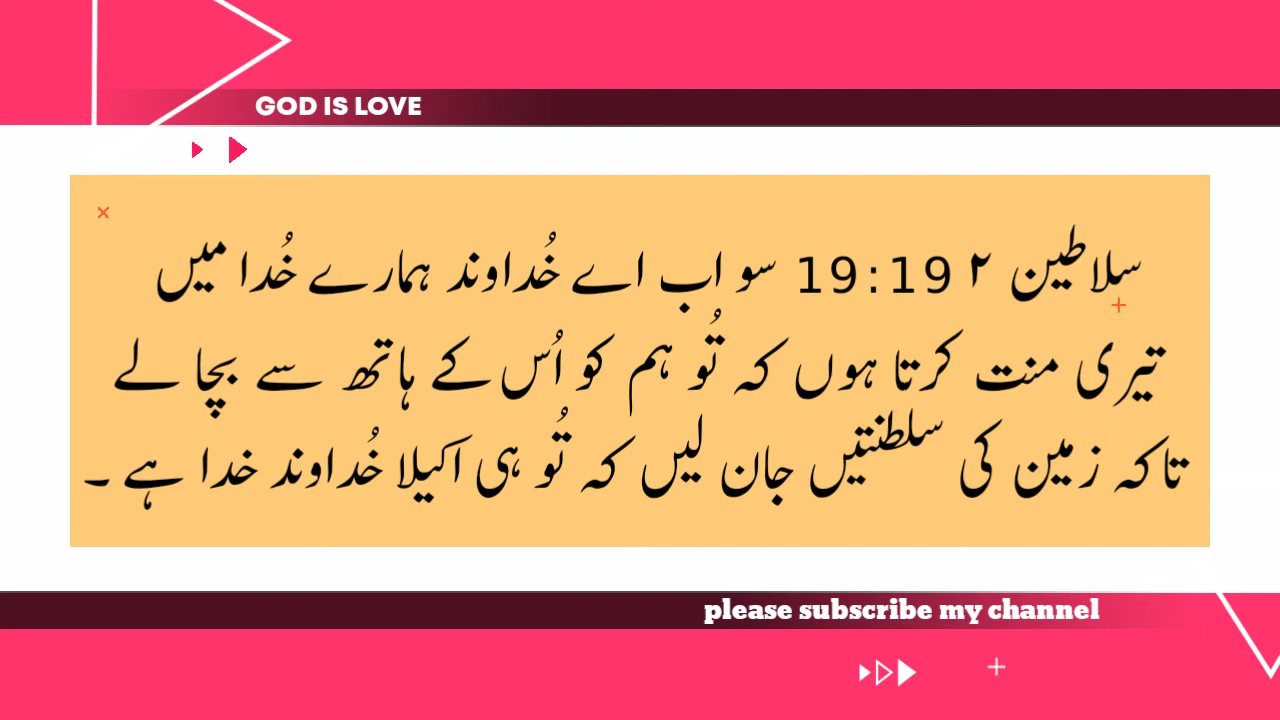 GOD IS LOVE
سلاطین ۲ 19:19 سو اب اے خُداوند ہمارے خُدا میں
تیری منت کرتا ہوں کہ تُو ہم کو اُس کے ہاتھ سے بچا لے
تاکہ زمین کی سلطنتیں جان لیں کہ تُو ہی اکیلا خُداوند خدا ہے ۔
please subscribe my channel